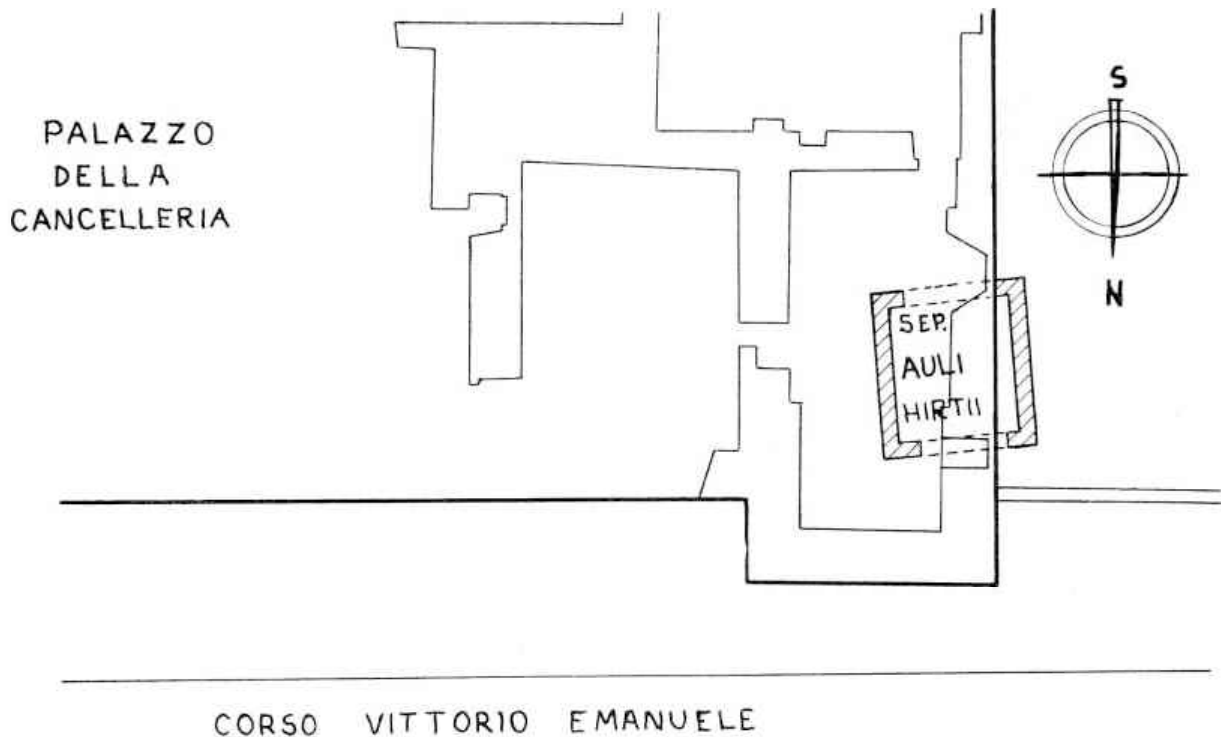 PALAZZO
DELLA
CANCELLERIA
S
N
SEP.
AULI
HIRTII
CORSO VITTORIO EMANUELE